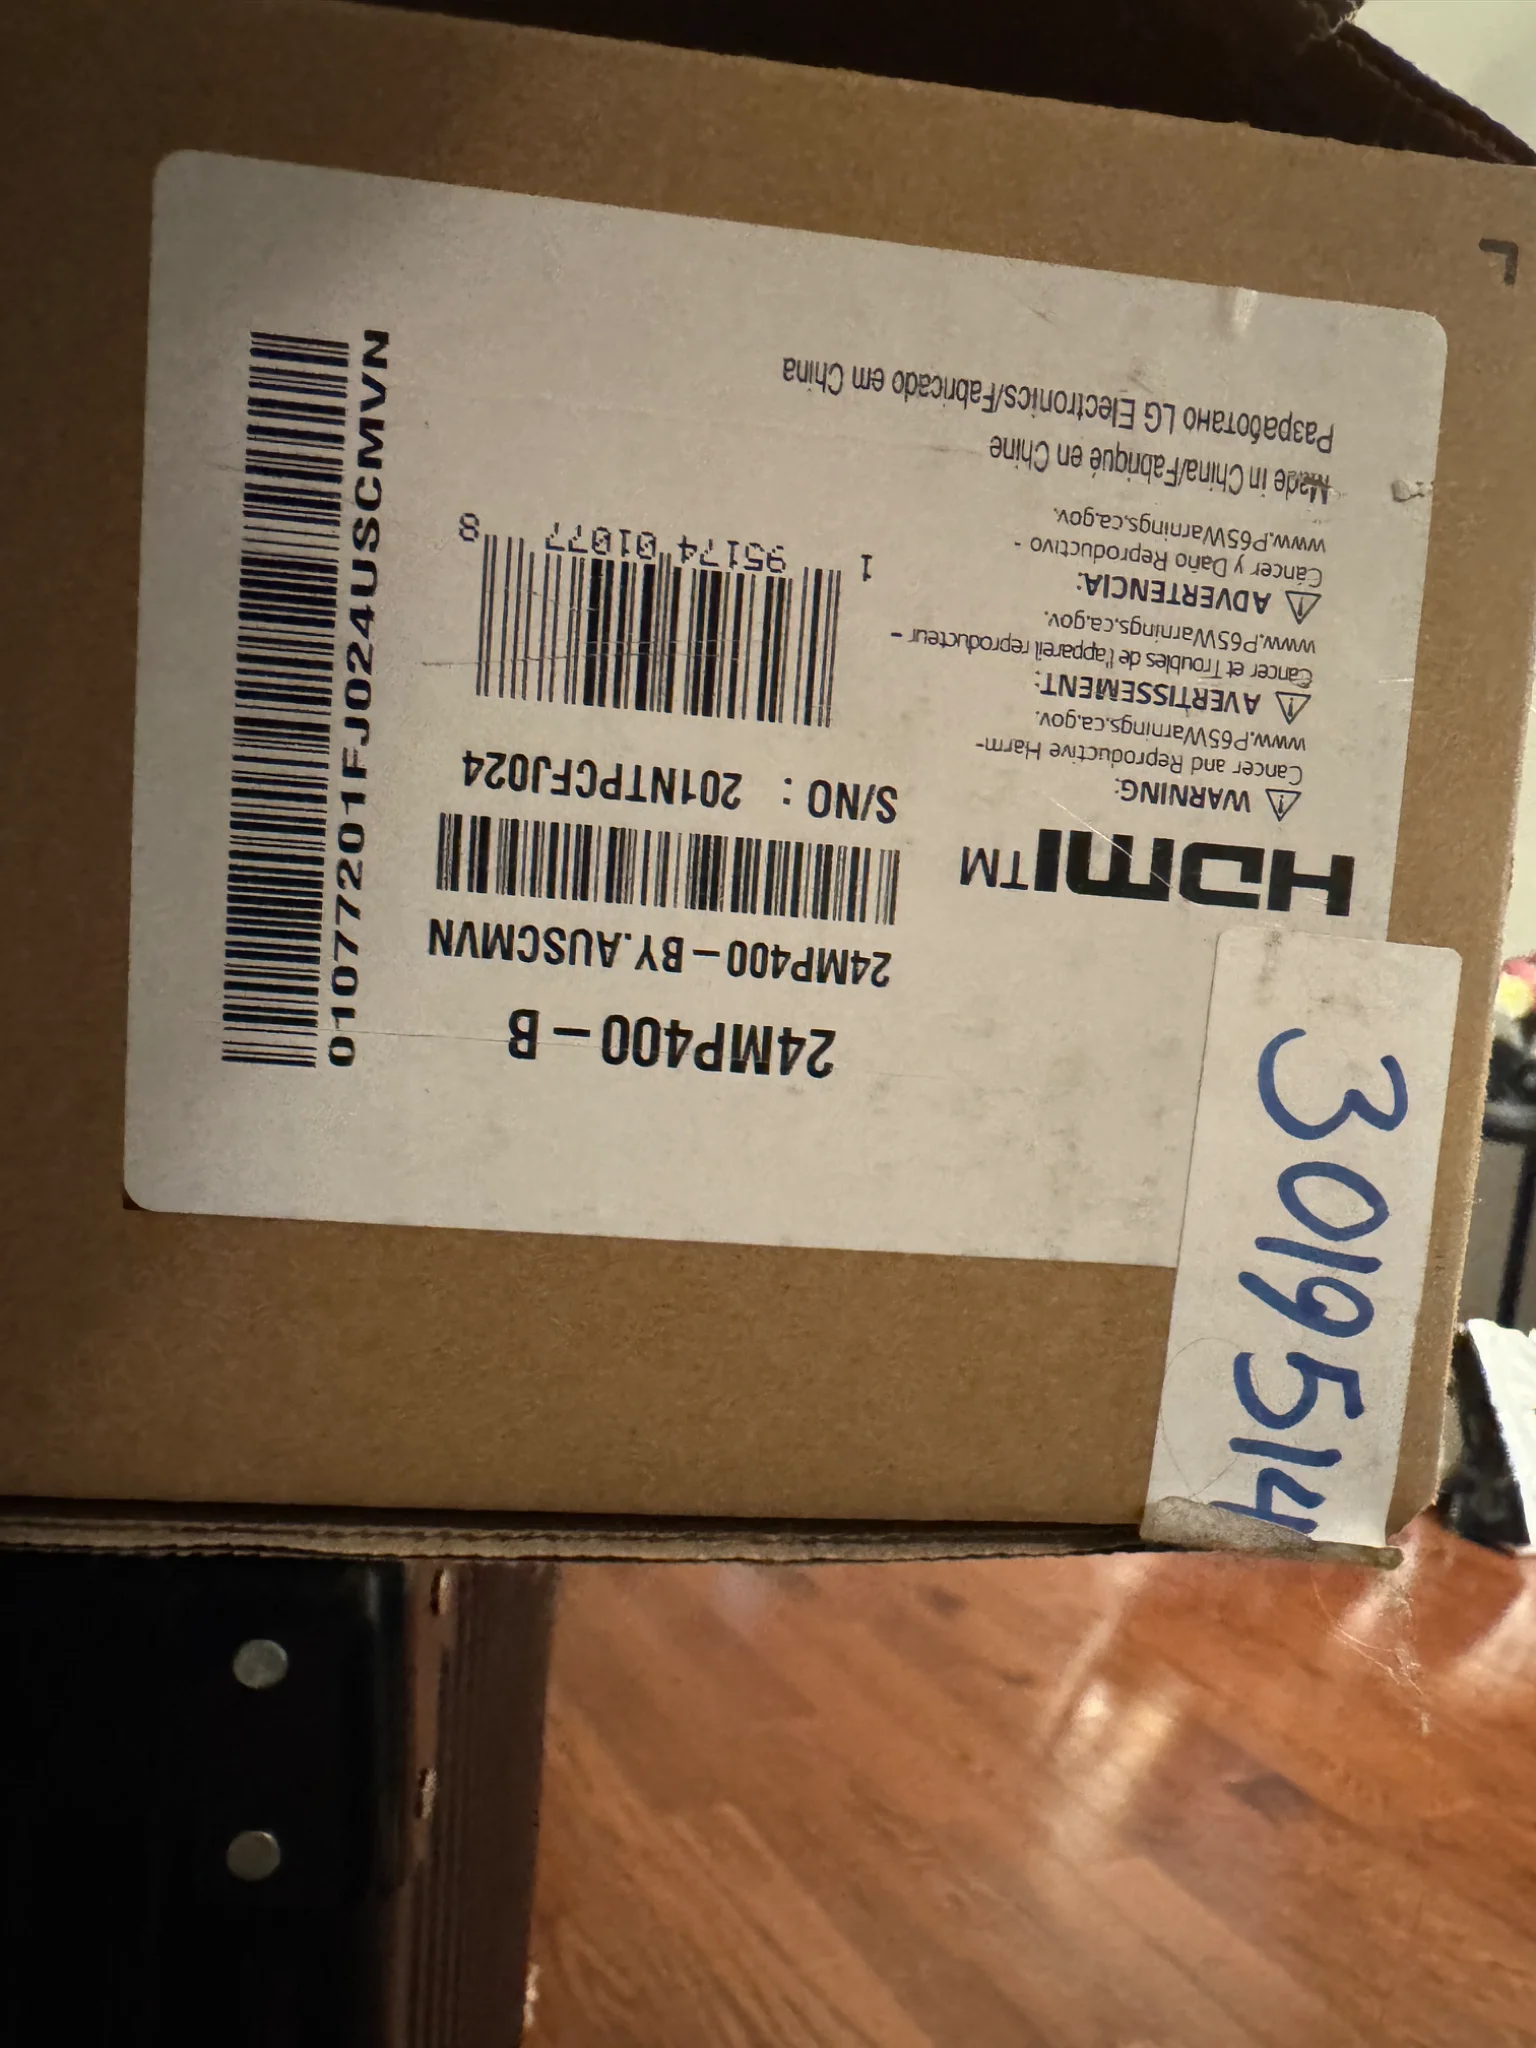 24MP400-B
24MP400-BY.AUSCMVN
S/NO : 201NTPCFJ024
1 95174 01077 8
HDMI™
WARNING:
Cancer and Reproductive Harm-
www.P65Warnings.ca.gov.
AVERTISSEMENT:
Cancer et Troubles de l'appareil reproducteur -
www.P65Warnings.ca.gov.
ADVERTENCIA:
Cáncer y Daño Reproductivo -
www.P65Warnings.ca.gov.
Made in China/Fabriqué en Chine
Разработано LG Electronics/Fabricado em China
01077201FJ024USCMVN
3019514